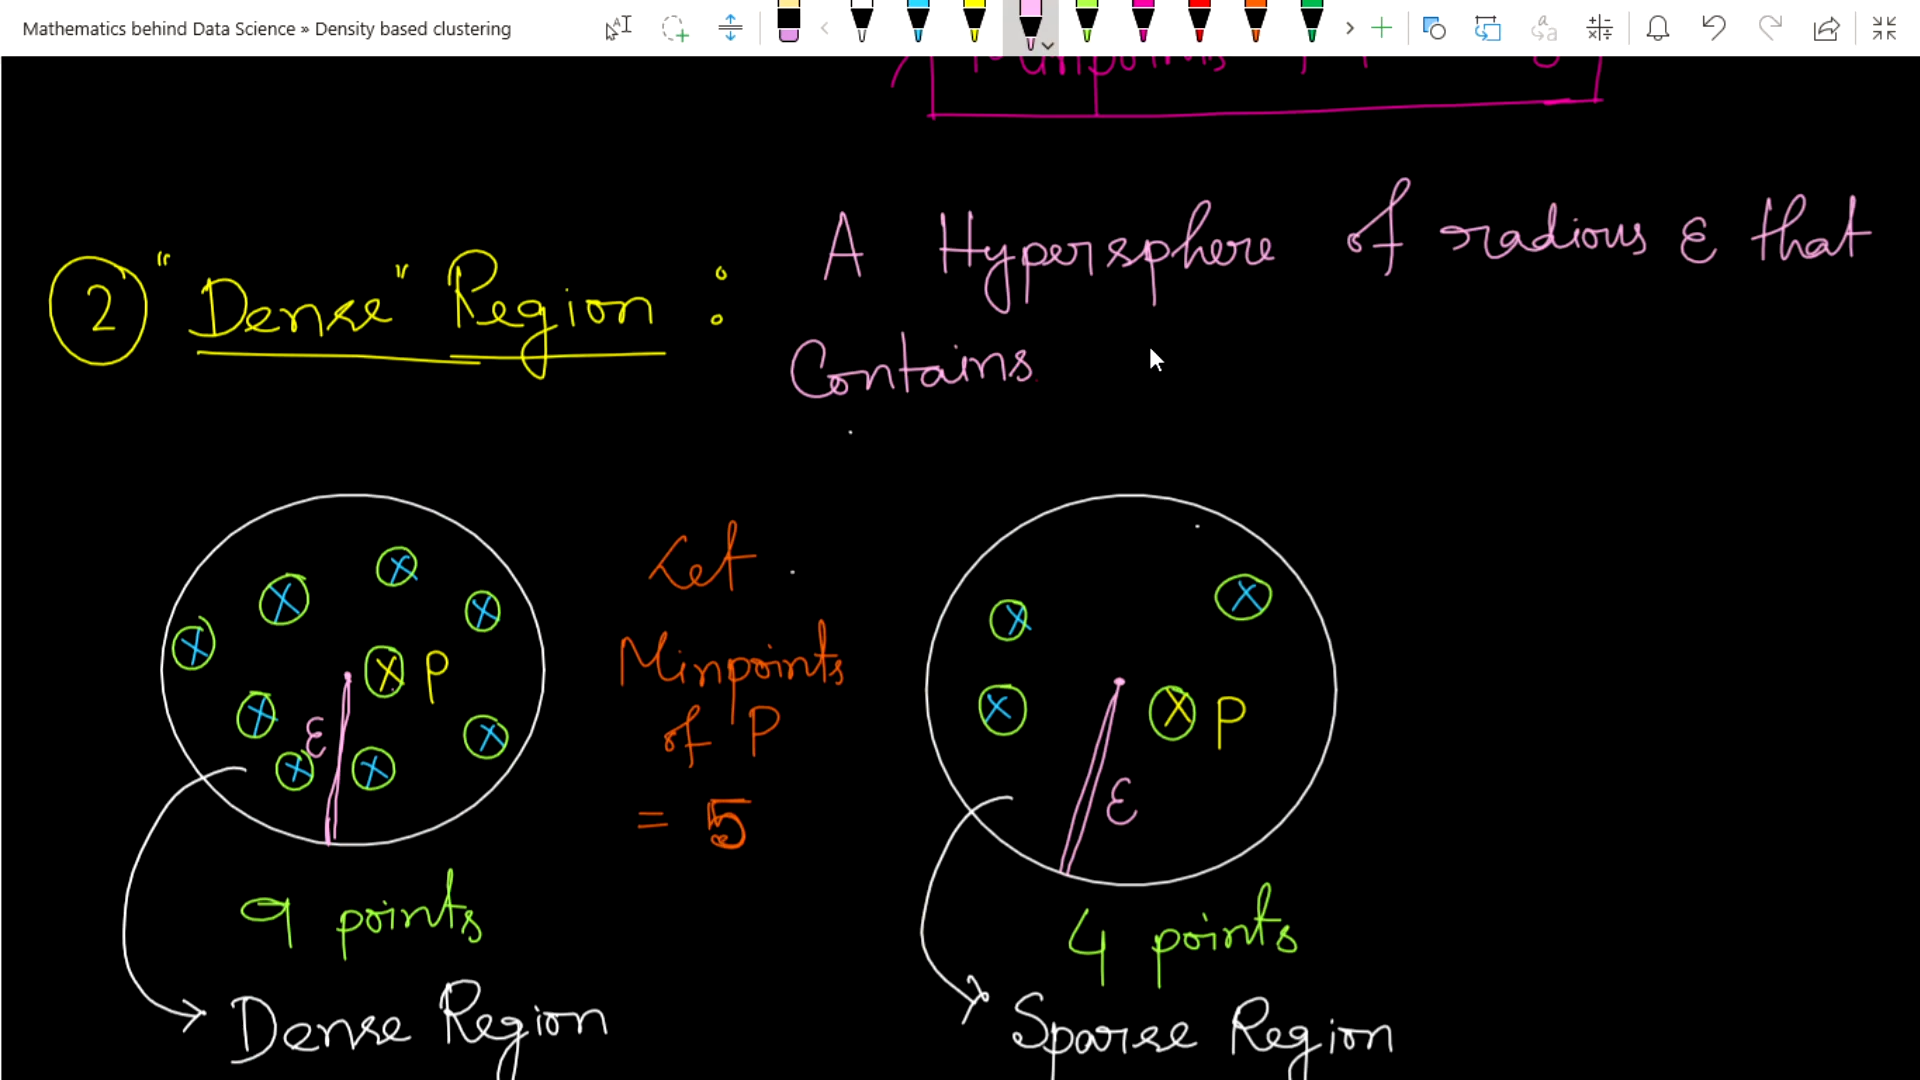 Mathematics behind Data Science » Density based clustering
② "Dense" Region :
A Hypersphere of radious ε that
Contains
Let
Minpoints
of P
= 5
P
ε
9 points
Dense Region
P
ε
4 points
Sparse Region